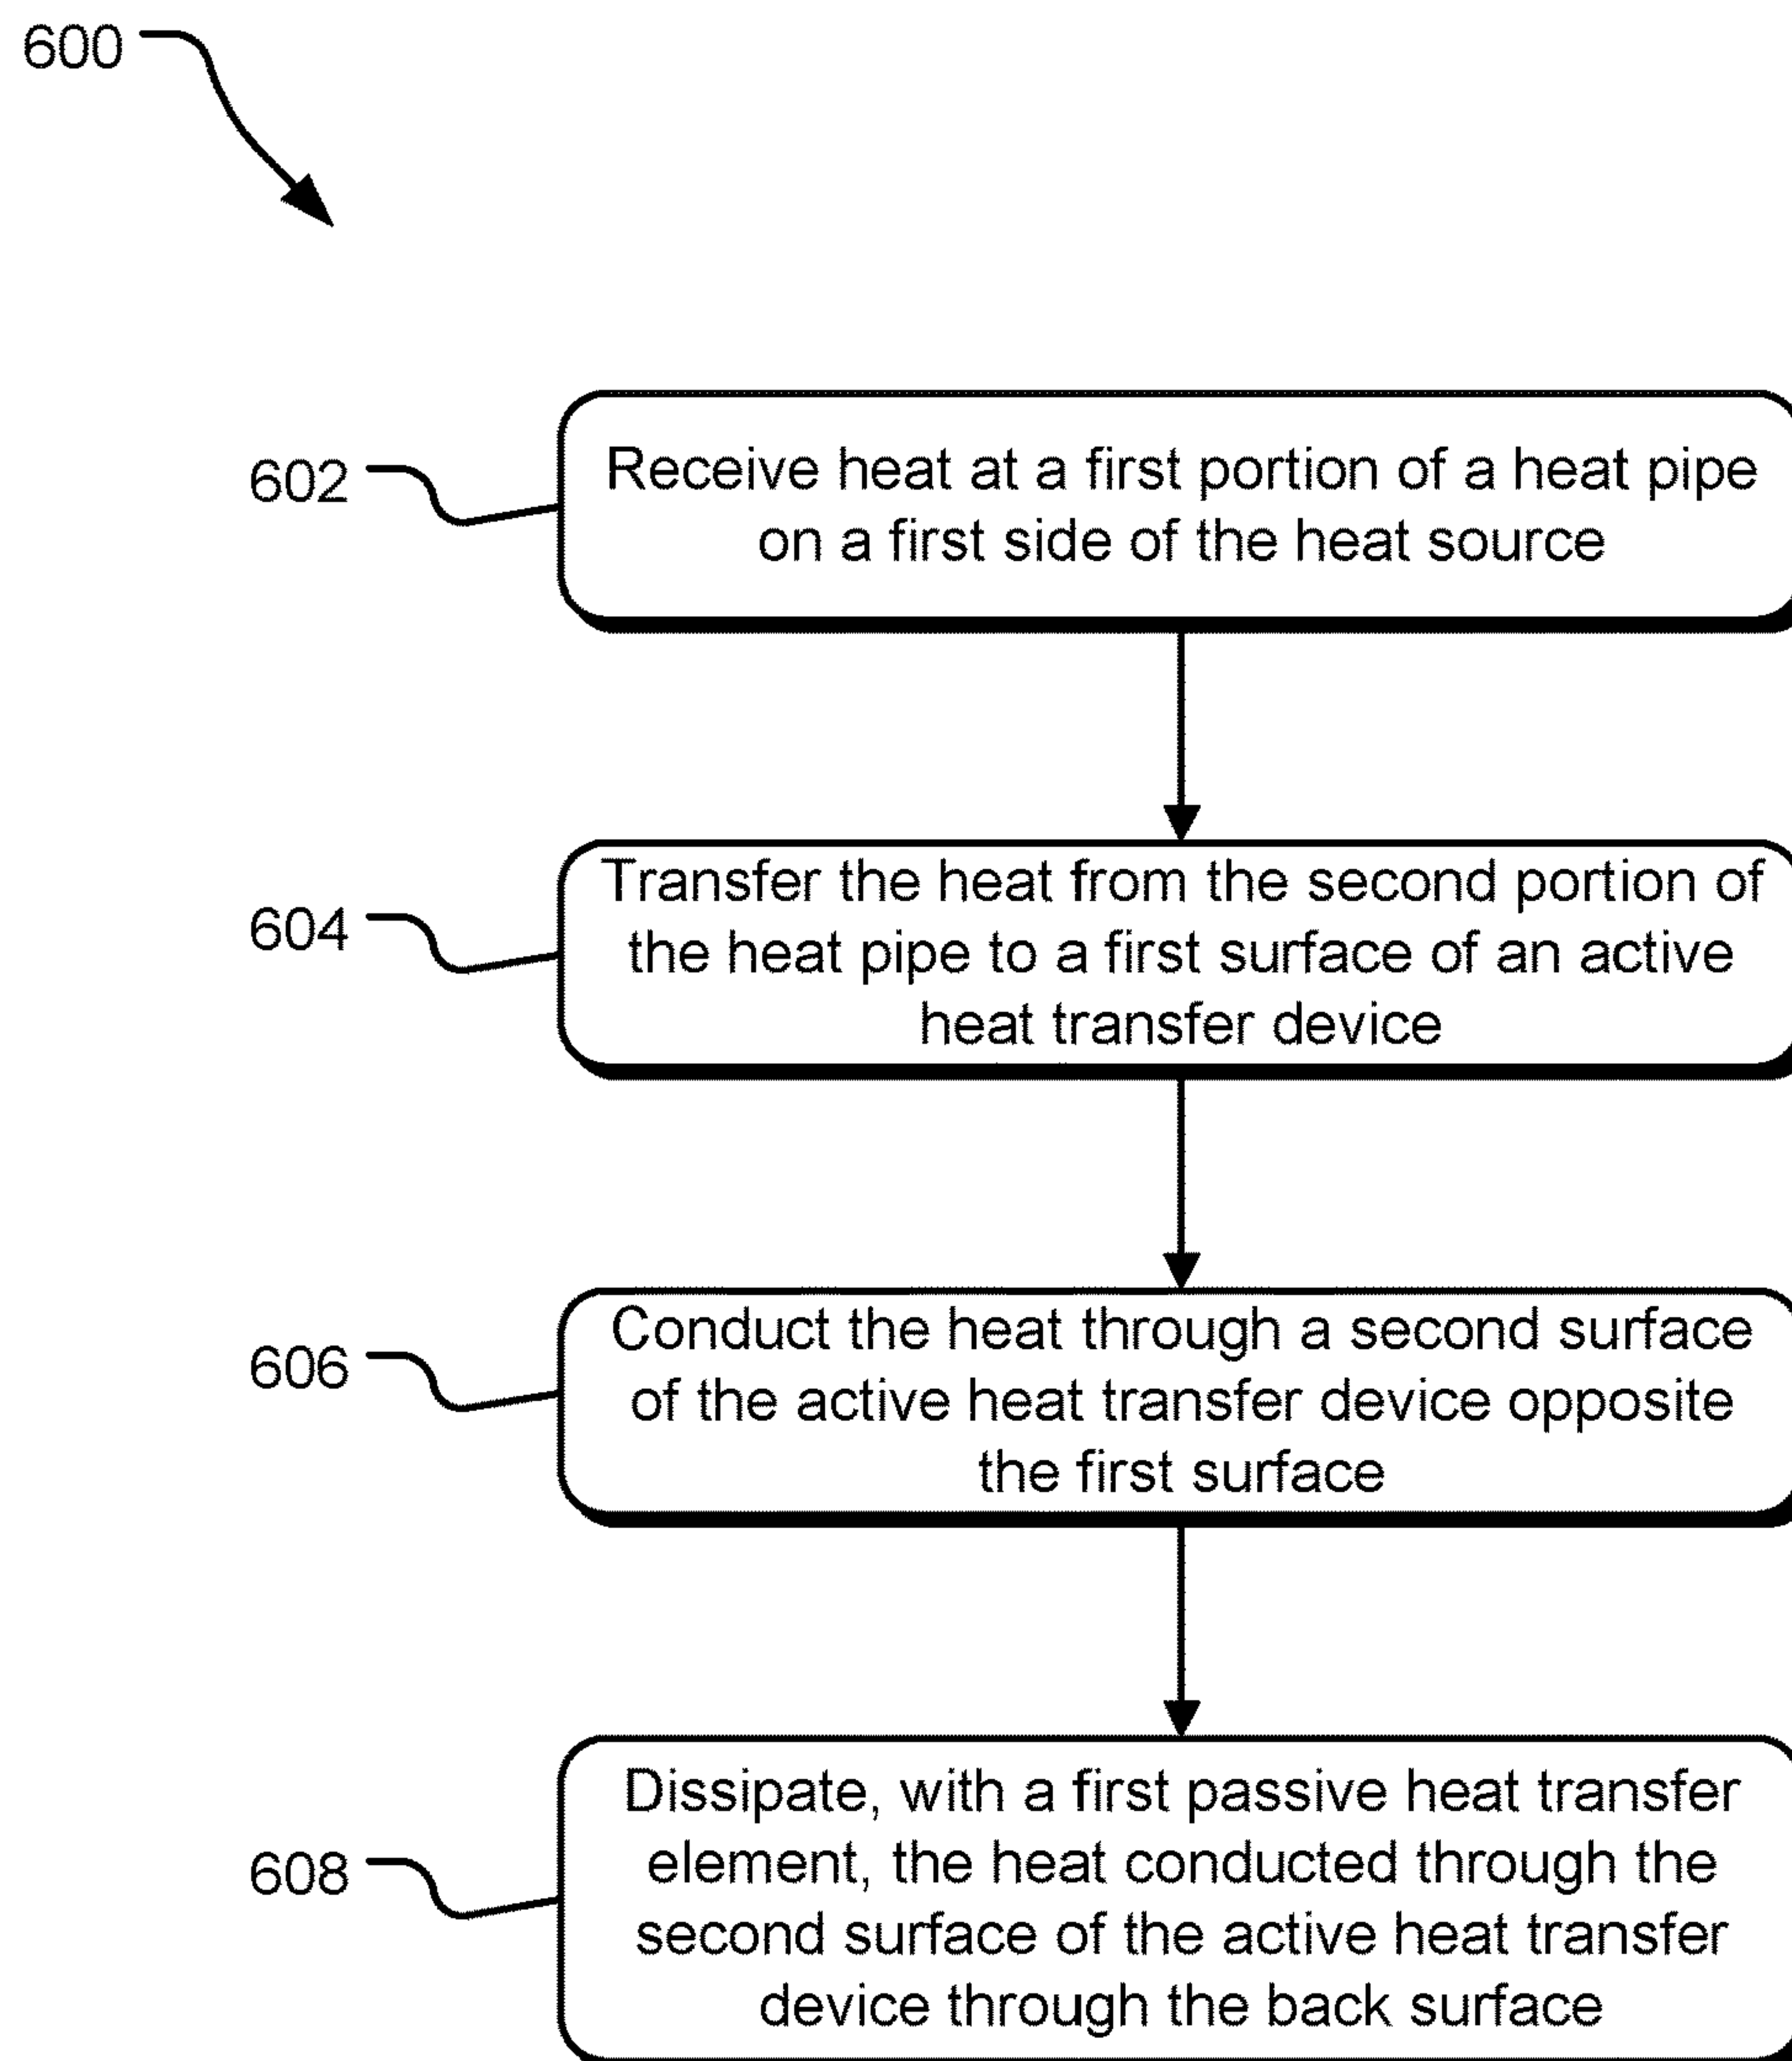 600
602
Receive heat at a first portion of a heat pipe
on a first side of the heat source
604
Transfer the heat from the second portion of
the heat pipe to a first surface of an active
heat transfer device
606
Conduct the heat through a second surface
of the active heat transfer device opposite
the first surface
608
Dissipate, with a first passive heat transfer
element, the heat conducted through the
second surface of the active heat transfer
device through the back surface